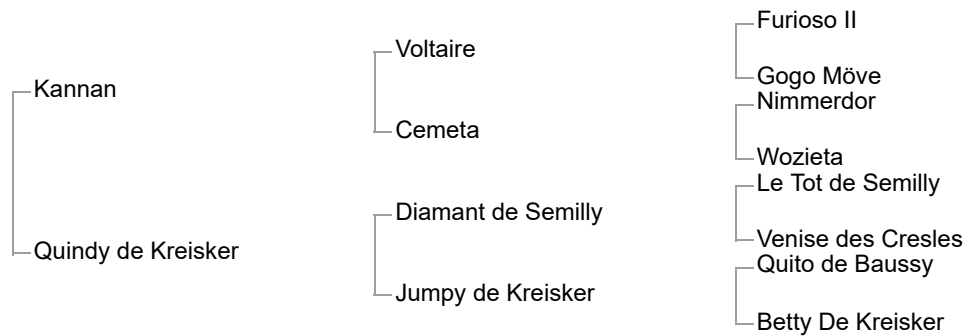 Furioso II
Voltaire
Gogo Möve
Kannan
Nimmerdor
Cemeta
Wozieta
Le Tot de Semilly
Diamant de Semilly
Quindy de Kreisker
Venise des Cresles
Quito de Baussy
Jumpy de Kreisker
Betty De Kreisker